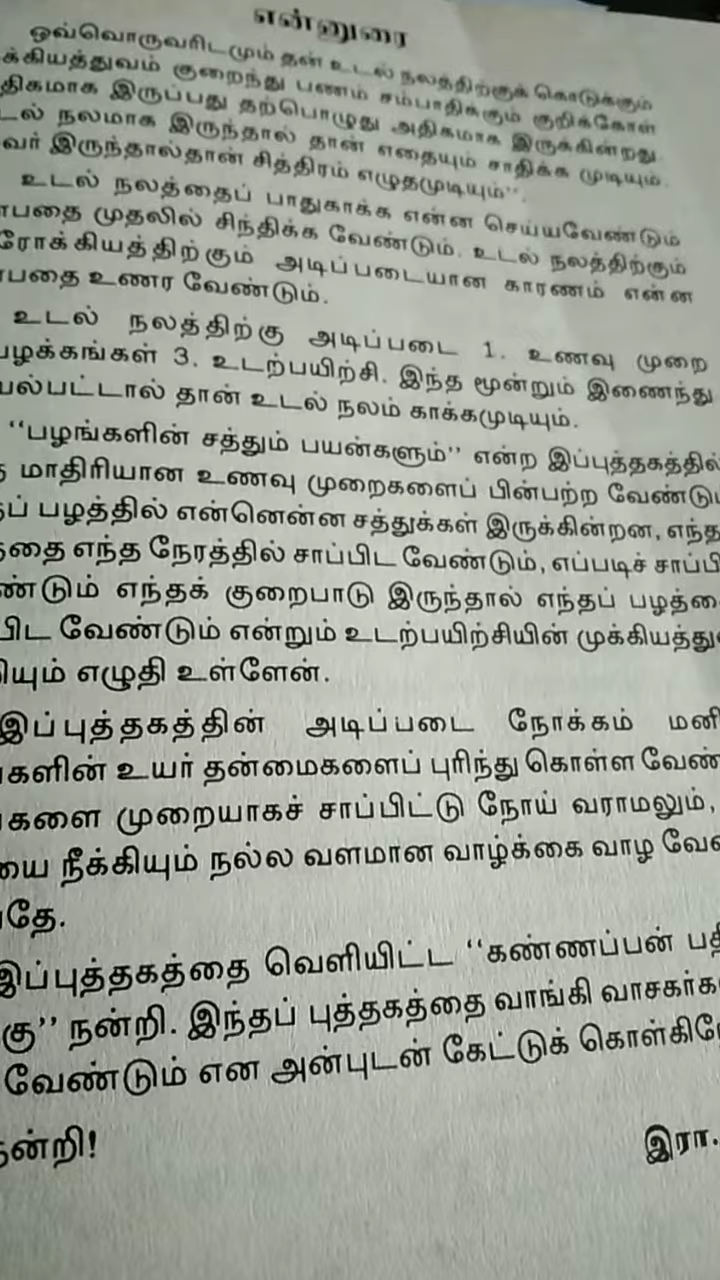 என்னுரை
ஒவ்வொருவரிடமும் தன் உடல் நலத்திற்குக் கொடுக்கும்
க்கியத்துவம் குறைந்து பணம் சம்பாதிக்கும் குறிக்கோள்
திகமாக இருப்பது தற்பொழுது அதிகமாக இருக்கின்றது.
டல் நலமாக இருந்தால் தான் எதையும் சாதிக்க முடியும்.
வர் இருந்தால்தான் சித்திரம் எழுதமுடியும்".
உடல் நலத்தைப் பாதுகாக்க என்ன செய்யவேண்டும்
பதை முதலில் சிந்திக்க வேண்டும். உடல் நலத்திற்கும்
ரோக்கியத்திற்கும் அடிப்படையான காரணம் என்ன
பதை உணர வேண்டும்.
உடல் நலத்திற்கு அடிப்படை 1. உணவு முறை
பழக்கங்கள் 3. உடற்பயிற்சி. இந்த மூன்றும் இணைந்து
யல்பட்டால் தான் உடல் நலம் காக்கமுடியும்.
"பழங்களின் சத்தும் பயன்களும்" என்ற இப்புத்தகத்தில்
மாதிரியான உணவு முறைகளைப் பின்பற்ற வேண்டு
ப் பழத்தில் என்னென்ன சத்துக்கள் இருக்கின்றன, எந்த
தை எந்த நேரத்தில் சாப்பிட வேண்டும், எப்படிச் சாப்பி
ண்டும் எந்தக் குறைபாடு இருந்தால் எந்தப் பழத்தை
பிட வேண்டும் என்றும் உடற்பயிற்சியின் முக்கியத்து
ியும் எழுதி உள்ளேன்.
இப்புத்தகத்தின் அடிப்படை நோக்கம் மனி
களின் உயர் தன்மைகளைப் புரிந்து கொள்ள வேண்
களை முறையாகச் சாப்பிட்டு நோய் வராமலும்,
யை நீக்கியும் நல்ல வளமான வாழ்க்கை வாழ வே
தே.
இப்புத்தகத்தை வெளியிட்ட "கண்ணப்பன் பதி
கு" நன்றி. இந்தப் புத்தகத்தை வாங்கி வாசகர்க
வேண்டும் என அன்புடன் கேட்டுக் கொள்கி
நன்றி!
இரா.